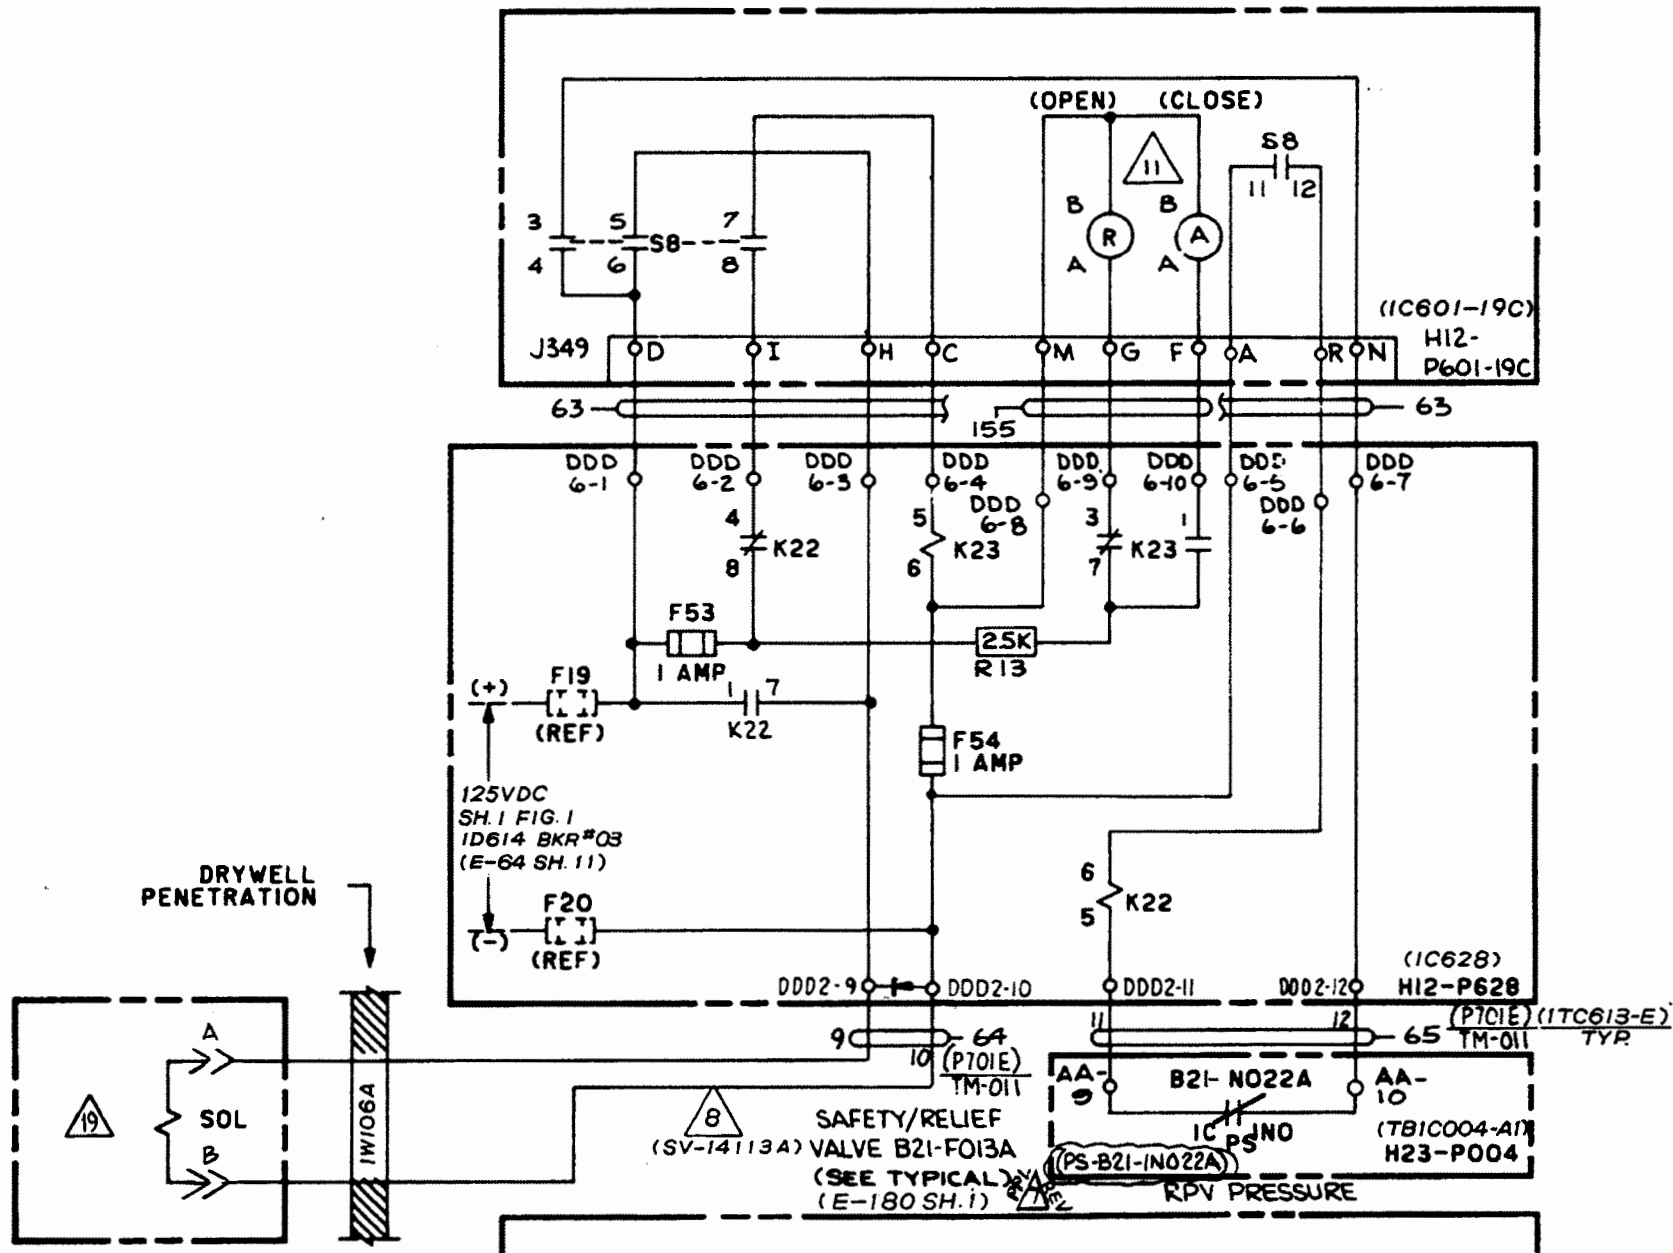 (OPEN) (CLOSE)
11
S8
11 12
3 5 7
B B
S8
R A
4 6 8
A A
(1C601-19C)
J349 D I H C M G F A R N H12-
P601-19C
63 155 63
DDD DDD DDD DDD DDD DDD DDD DDD
6-1 6-2 6-3 6-4 6-9 6-10 6-5 6-7
DDD DDD
6-8 6-6
4 5 3 1
K22 K23 K23
8 6 7
F53
1 AMP
2.5K
R13
(+) F19 1 7
(REF) K22
F54
1 AMP
125VDC
SH.1 FIG.1
1D614 BKR#03
(E-64 SH.11)
DRYWELL
PENETRATION
6
K22
5
F20
(-)
(REF)
(1C628)
DDD2-9 DDD2-10 DDD2-11 DDD2-12 H12-P628
9 64 11 12 65 (P701E) (1TC613-E)
10 (P701E) TM-011 TYP.
TM-011
A
19 SOL
B
1W106A
8 SAFETY/RELIEF
(SV-14113A) VALVE B21-F013A
(SEE TYPICAL)
(E-180 SH.1)
AA- B21-N022A AA-
9 10
1C PS 1NO (TB1C004-A1)
(PS-B21-1N022A) H23-P004
RPV PRESSURE